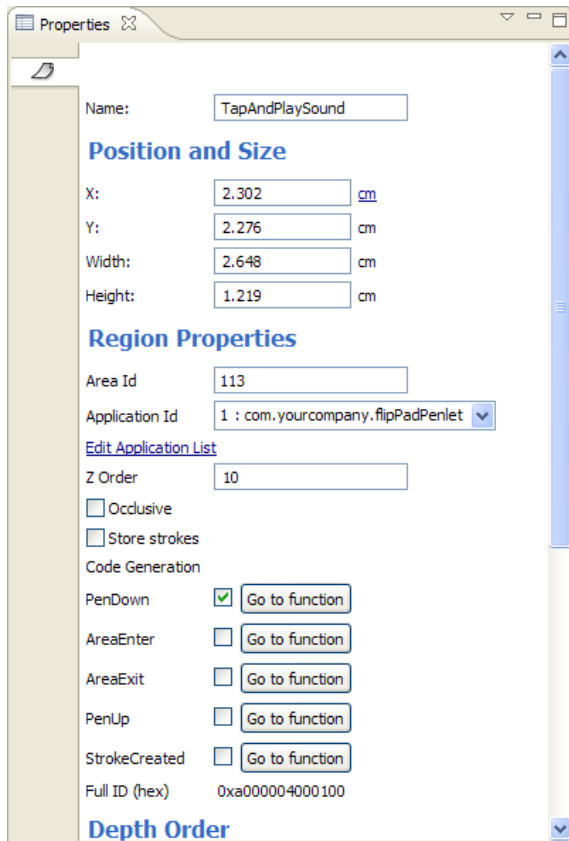 Properties
Name: TapAndPlaySound
Position and Size
X: 2.302 cm
Y: 2.276 cm
Width: 2.648 cm
Height: 1.219 cm
Region Properties
Area Id 113
Application Id 1 : com.yourcompany.flipPadPenlet
Edit Application List
Z Order 10
Occlusive
Store strokes
Code Generation
PenDown Go to function
AreaEnter Go to function
AreaExit Go to function
PenUp Go to function
StrokeCreated Go to function
Full ID (hex) 0xa000004000100
Depth Order